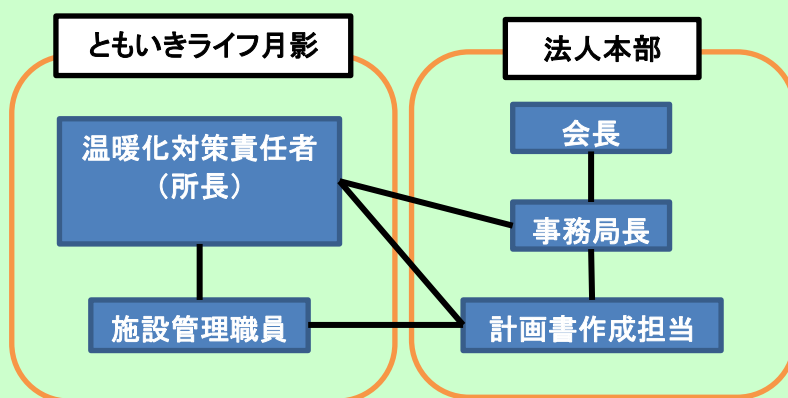 ともいきライフ月影
温暖化対策責任者
（所長）
施設管理職員
法人本部
会長
事務局長
計画書作成担当